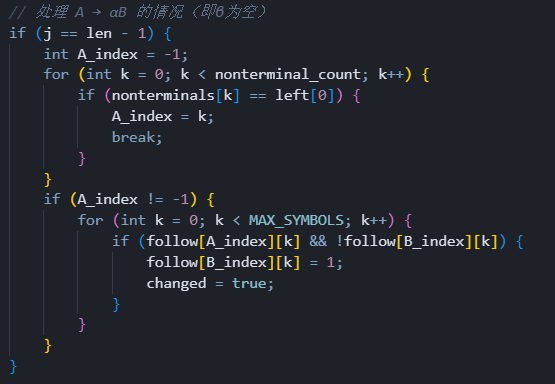 // 处理 A → αB 的情况（即β为空）
if (j == len - 1) {
    int A_index = -1;
    for (int k = 0; k < nonterminal_count; k++) {
        if (nonterminals[k] == left[0]) {
            A_index = k;
            break;
        }
    }
    if (A_index != -1) {
        for (int k = 0; k < MAX_SYMBOLS; k++) {
            if (follow[A_index][k] && !follow[B_index][k]) {
                follow[B_index][k] = 1;
                changed = true;
            }
        }
    }
}